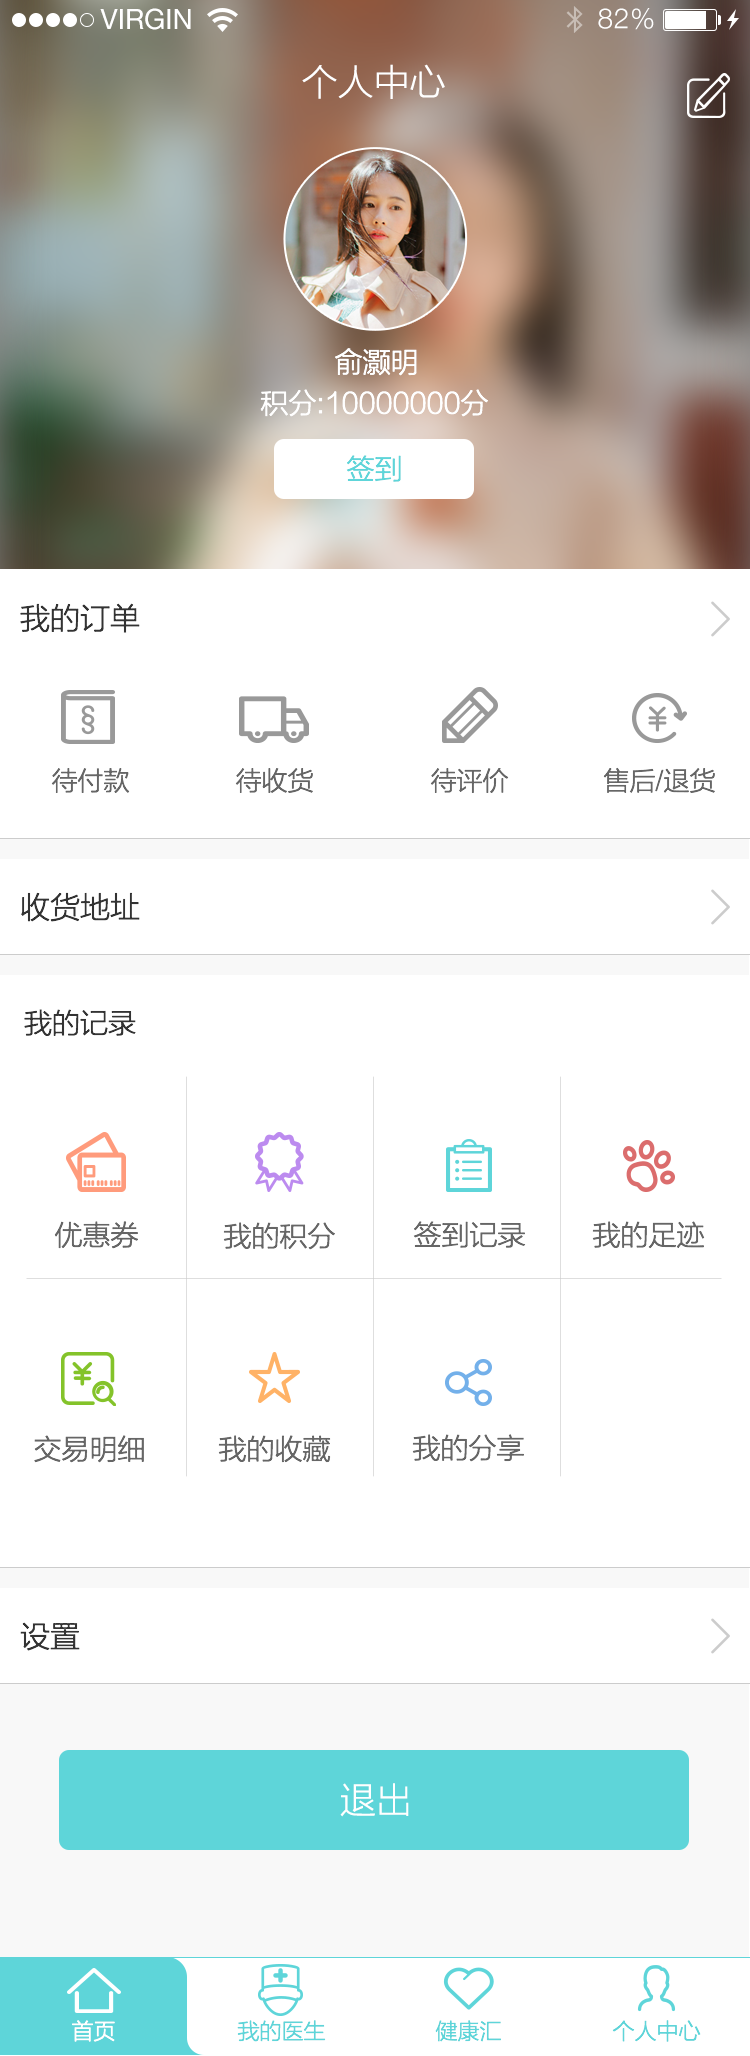 VIRGIN 82%
个人中心
俞灏明
积分:10000000分
签到
我的订单
§
¥
待付款 待收货 待评价 售后/退货
收货地址
我的记录
优惠券 我的积分 签到记录 我的足迹
¥
交易明细 我的收藏 我的分享
设置
退出
首页 我的医生 健康汇 个人中心